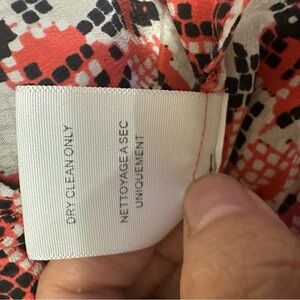 DRY CLEAN ONLY
NETTOYAGE A SEC
UNIQUEMENT